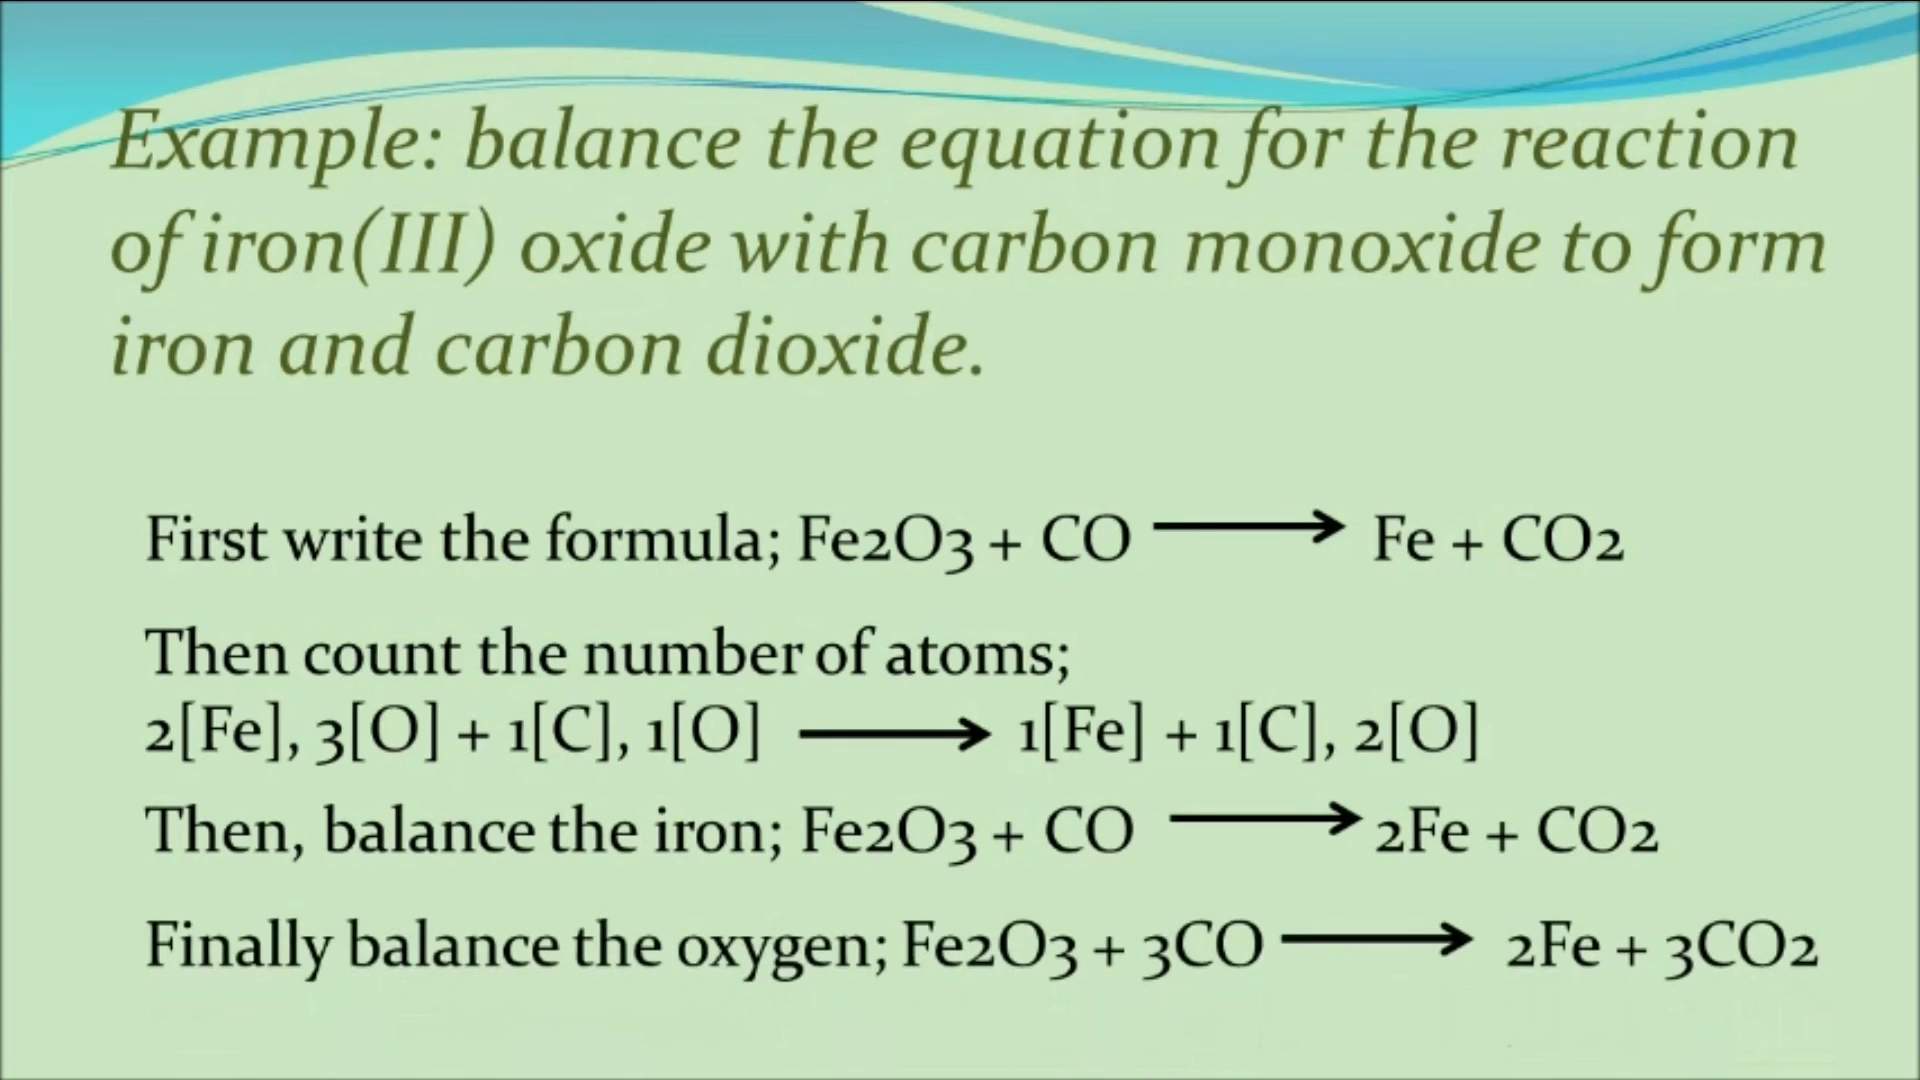 Example: balance the equation for the reaction
of iron(III) oxide with carbon monoxide to form
iron and carbon dioxide.
First write the formula; Fe2O3 + CO ⟶ Fe + CO2
Then count the number of atoms;
2[Fe], 3[O] + 1[C], 1[O] ⟶ 1[Fe] + 1[C], 2[O]
Then, balance the iron; Fe2O3 + CO ⟶ 2Fe + CO2
Finally balance the oxygen; Fe2O3 + 3CO ⟶ 2Fe + 3CO2